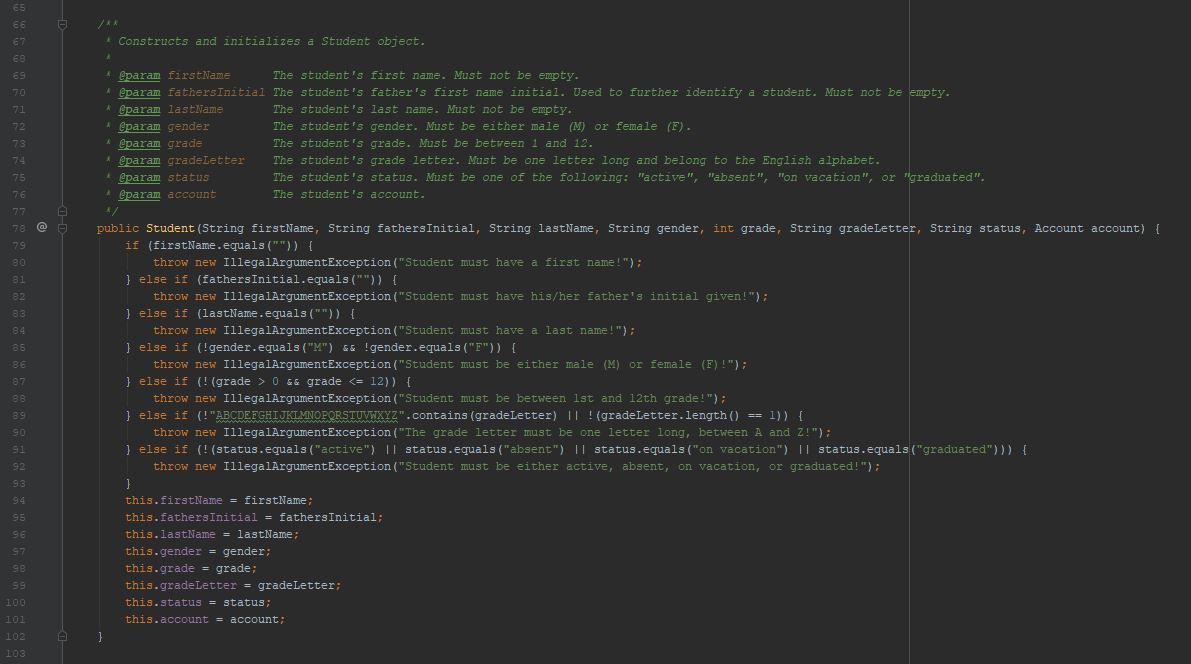 65
66 /**
67 * Constructs and initializes a Student object.
68 *
69 * @param firstName The student's first name. Must not be empty.
70 * @param fathersInitial The student's father's first name initial. Used to further identify a student. Must not be empty.
71 * @param lastName The student's last name. Must not be empty.
72 * @param gender The student's gender. Must be either male (M) or female (F).
73 * @param grade The student's grade. Must be between 1 and 12.
74 * @param gradeLetter The student's grade letter. Must be one letter long and belong to the English alphabet.
75 * @param status The student's status. Must be one of the following: "active", "absent", "on vacation", or "graduated".
76 * @param account The student's account.
77 */
78 @ public Student(String firstName, String fathersInitial, String lastName, String gender, int grade, String gradeLetter, String status, Account account) {
79 if (firstName.equals("")) {
80 throw new IllegalArgumentException("Student must have a first name!");
81 } else if (fathersInitial.equals("")) {
82 throw new IllegalArgumentException("Student must have his/her father's initial given!");
83 } else if (lastName.equals("")) {
84 throw new IllegalArgumentException("Student must have a last name!");
85 } else if (!gender.equals("M") && !gender.equals("F")) {
86 throw new IllegalArgumentException("Student must be either male (M) or female (F)!");
87 } else if (!(grade > 0 && grade <= 12)) {
88 throw new IllegalArgumentException("Student must be between 1st and 12th grade!");
89 } else if (!"ABCDEFGHIJKLMNOPQRSTUVWXYZ".contains(gradeLetter) || !(gradeLetter.length() == 1)) {
90 throw new IllegalArgumentException("The grade letter must be one letter long, between A and Z!");
91 } else if (!(status.equals("active") || status.equals("absent") || status.equals("on vacation") || status.equals("graduated"))) {
92 throw new IllegalArgumentException("Student must be either active, absent, on vacation, or graduated!");
93 }
94 this.firstName = firstName;
95 this.fathersInitial = fathersInitial;
96 this.lastName = lastName;
97 this.gender = gender;
98 this.grade = grade;
99 this.gradeLetter = gradeLetter;
100 this.status = status;
101 this.account = account;
102 }
103